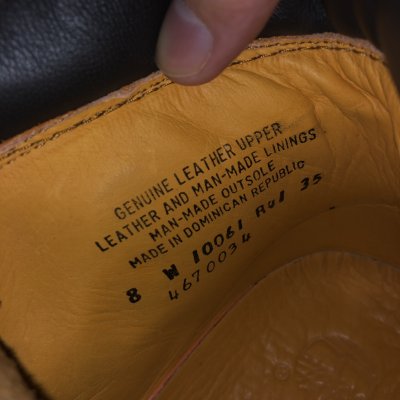 GENUINE LEATHER UPPER
LEATHER AND MAN-MADE LININGS
MAN-MADE OUTSOLE
MADE IN DOMINICAN REPUBLIC
8 W 10061 35
4670034